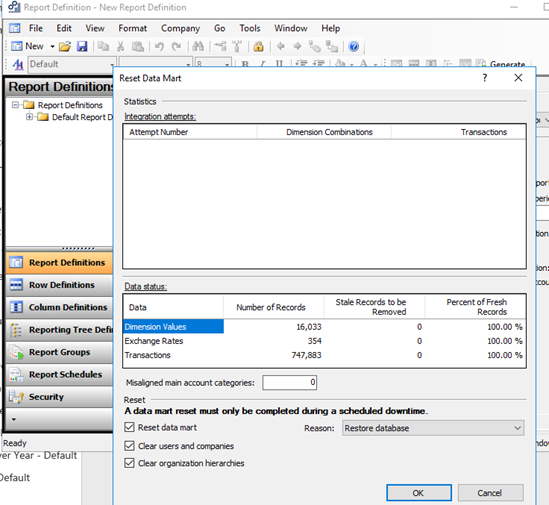 Report Definition - New Report Definition
File Edit View Format Company Go Tools Window Help
New
Default 8 B I U A Generate
Report Definitions
Report Definitions
Default Report D
Report Definitions
Row Definitions
Column Definitions
Reporting Tree Defi
Report Groups
Report Schedules
Security
Ready
ver Year - Default
Default
Reset Data Mart
? 
Statistics
Integration attempts:
Attempt Number Dimension Combinations Transactions
Data status:
Data Number of Records Stale Records to be Removed Percent of Fresh Records
Dimension Values 16,033 0 100.00 %
Exchange Rates 354 0 100.00 %
Transactions 747,883 0 100.00 %
Misaligned main account categories: 0
Reset
A data mart reset must only be completed during a scheduled downtime.
Reset data mart Reason: Restore database
Clear users and companies
Clear organization hierarchies
OK Cancel